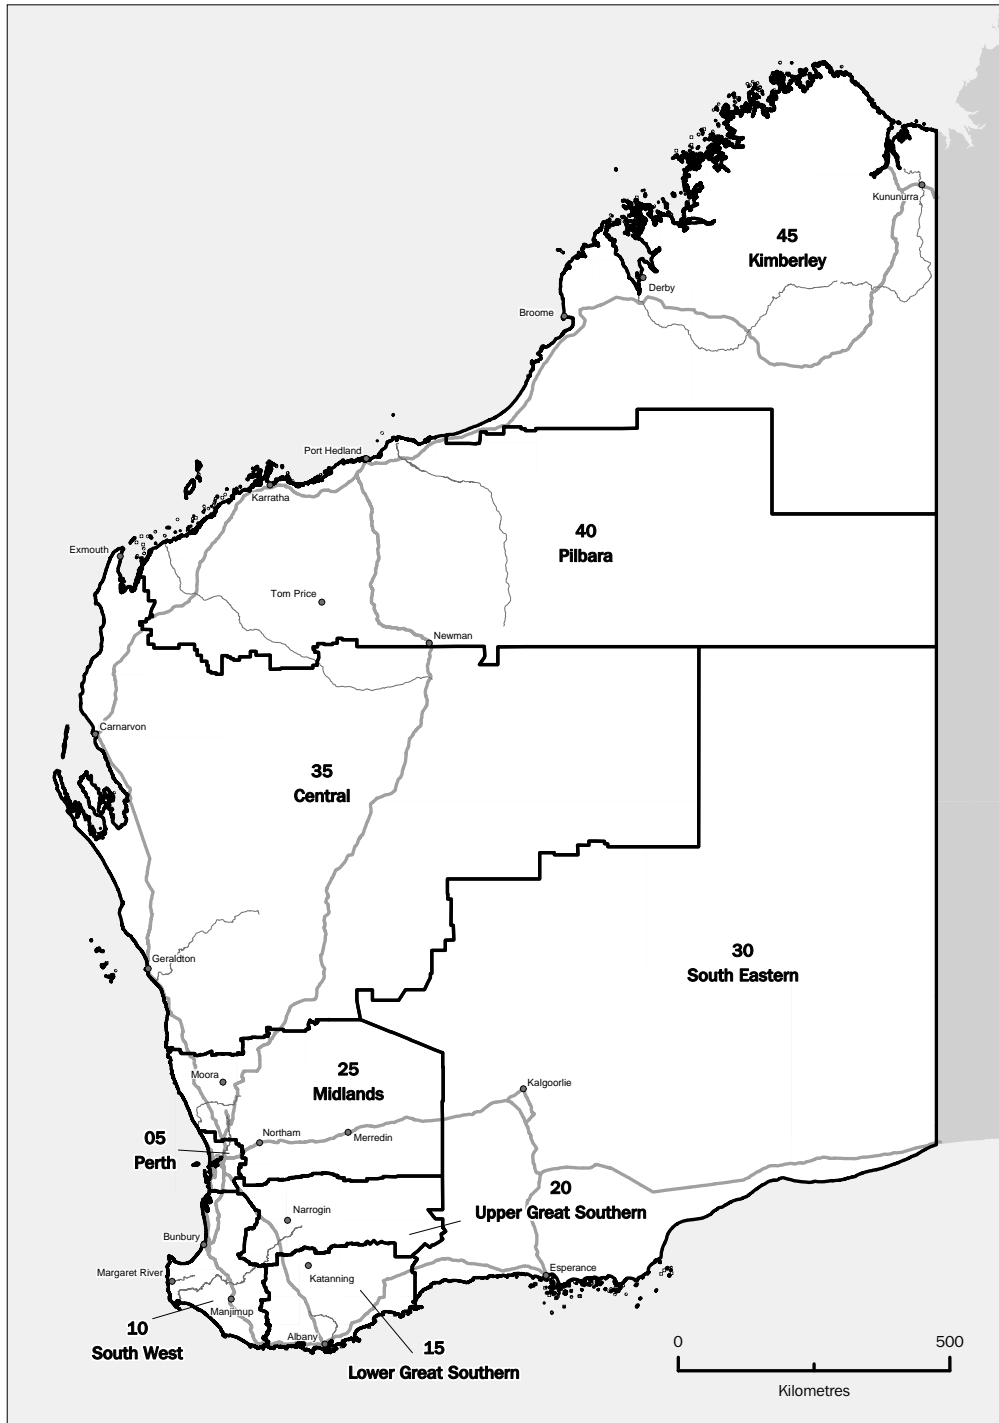 Kununurra
45
Kimberley
Derby
Broome
Port Hedland
Karratha
40
Pilbara
Exmouth
Tom Price
Newman
Carnarvon
35
Central
30
South Eastern
Geraldton
25
Midlands
Moora
Kalgoorlie
Northam
Merredin
05
Perth
20
Upper Great Southern
Narrogin
Bunbury
Margaret River
Katanning
Esperance
Manjimup
10
South West
Albany
15
Lower Great Southern
0 500
Kilometres